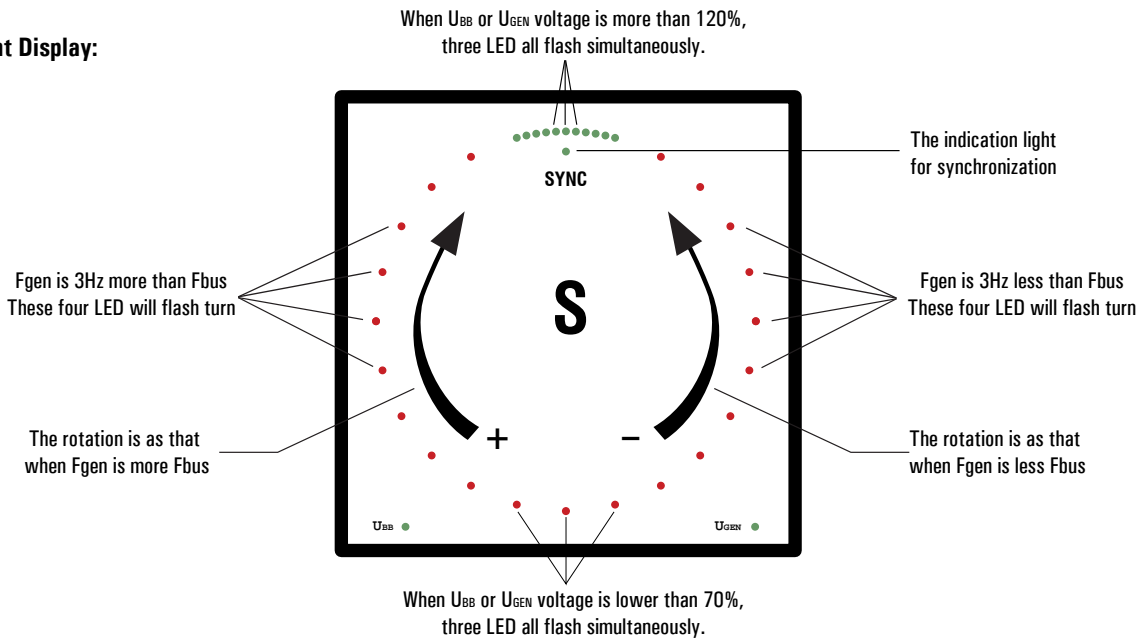 When UBB or UGEN voltage is more than 120%,
three LED all flash simultaneously.
nt Display:
The indication light
for synchronization
SYNC
Fgen is 3Hz more than Fbus
These four LED will flash turn
S
Fgen is 3Hz less than Fbus
These four LED will flash turn
The rotation is as that
when Fgen is more Fbus
+
−
The rotation is as that
when Fgen is less Fbus
UBB
UGEN
When UBB or UGEN voltage is lower than 70%,
three LED all flash simultaneously.